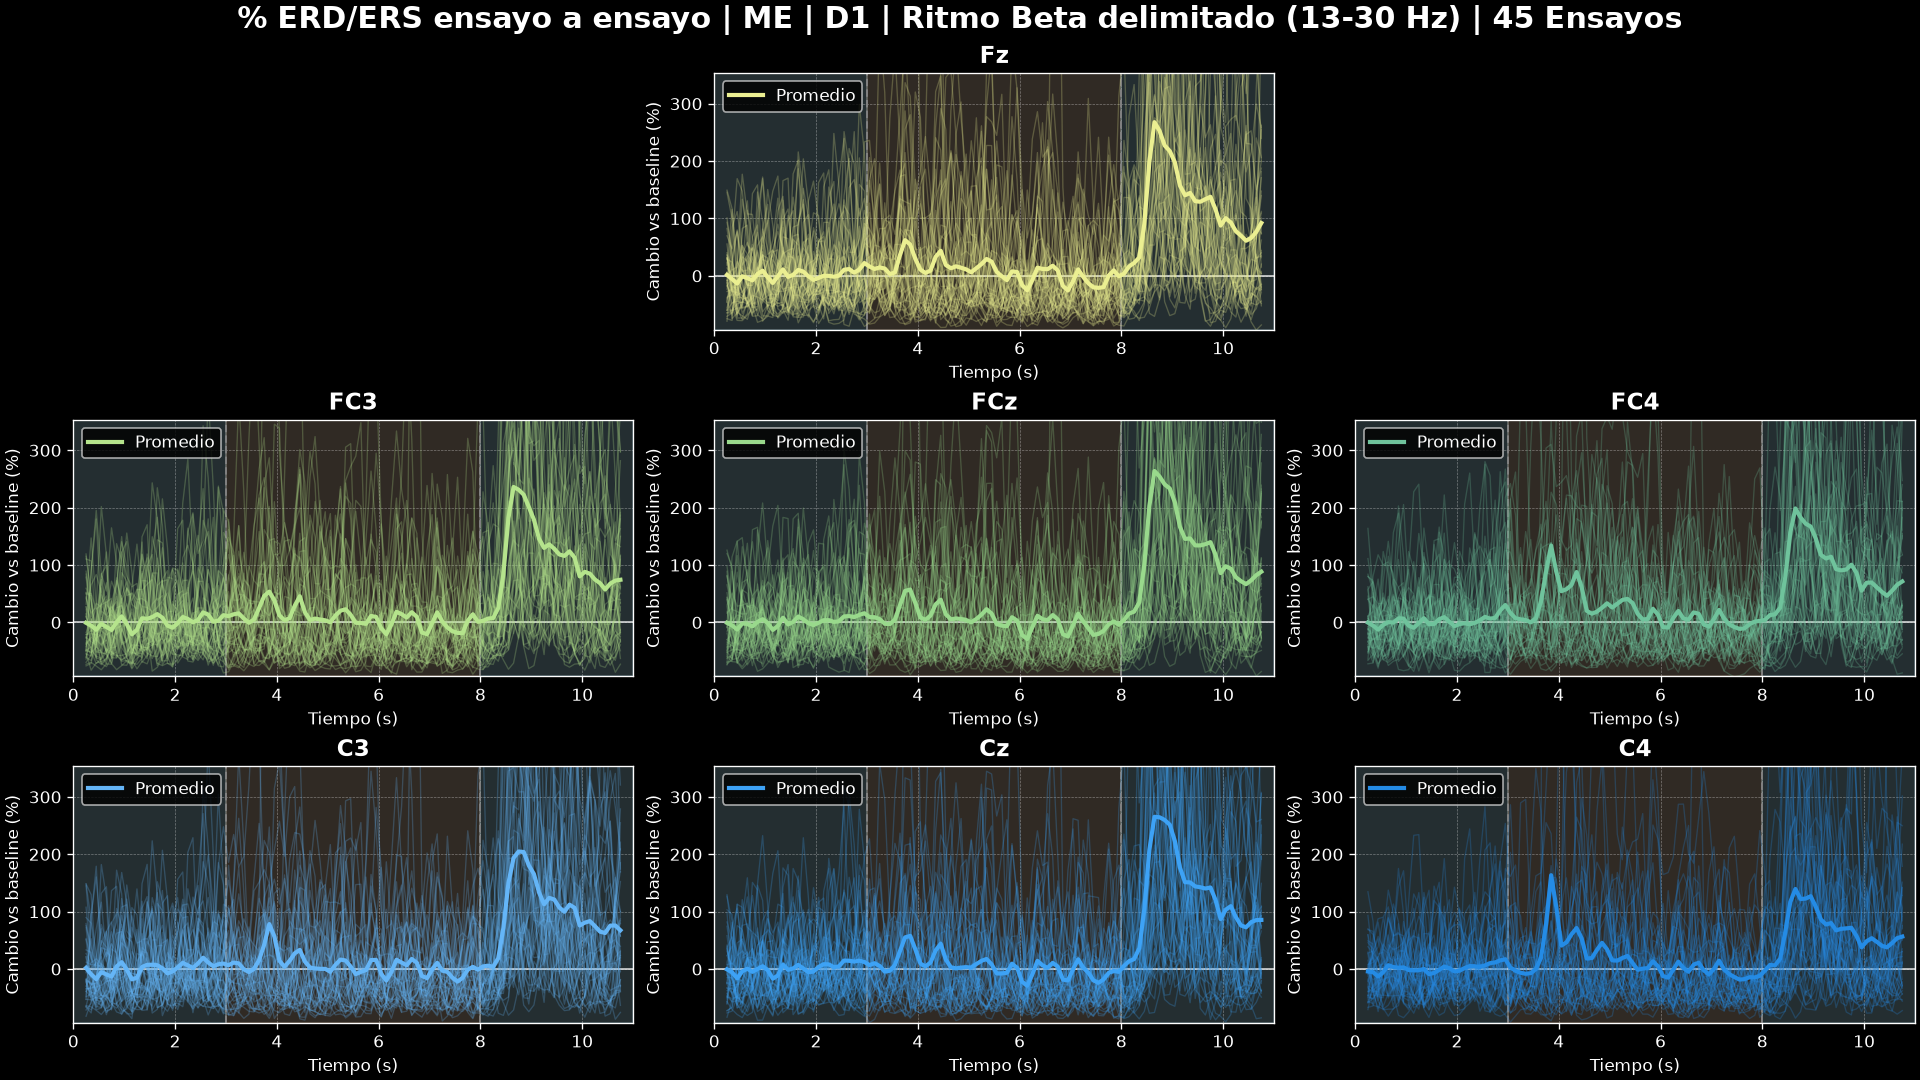 % ERD/ERS ensayo a ensayo | ME | D1 | Ritmo Beta delimitado (13-30 Hz) | 45 Ensayos
Fz
Promedio
Cambio vs baseline (%)
300
200
100
0
0 2 4 6 8 10
Tiempo (s)
FC3
Promedio
Cambio vs baseline (%)
300
200
100
0
0 2 4 6 8 10
Tiempo (s)
FCz
Promedio
Cambio vs baseline (%)
300
200
100
0
0 2 4 6 8 10
Tiempo (s)
FC4
Promedio
Cambio vs baseline (%)
300
200
100
0
0 2 4 6 8 10
Tiempo (s)
C3
Promedio
Cambio vs baseline (%)
300
200
100
0
0 2 4 6 8 10
Tiempo (s)
Cz
Promedio
Cambio vs baseline (%)
300
200
100
0
0 2 4 6 8 10
Tiempo (s)
C4
Promedio
Cambio vs baseline (%)
300
200
100
0
0 2 4 6 8 10
Tiempo (s)